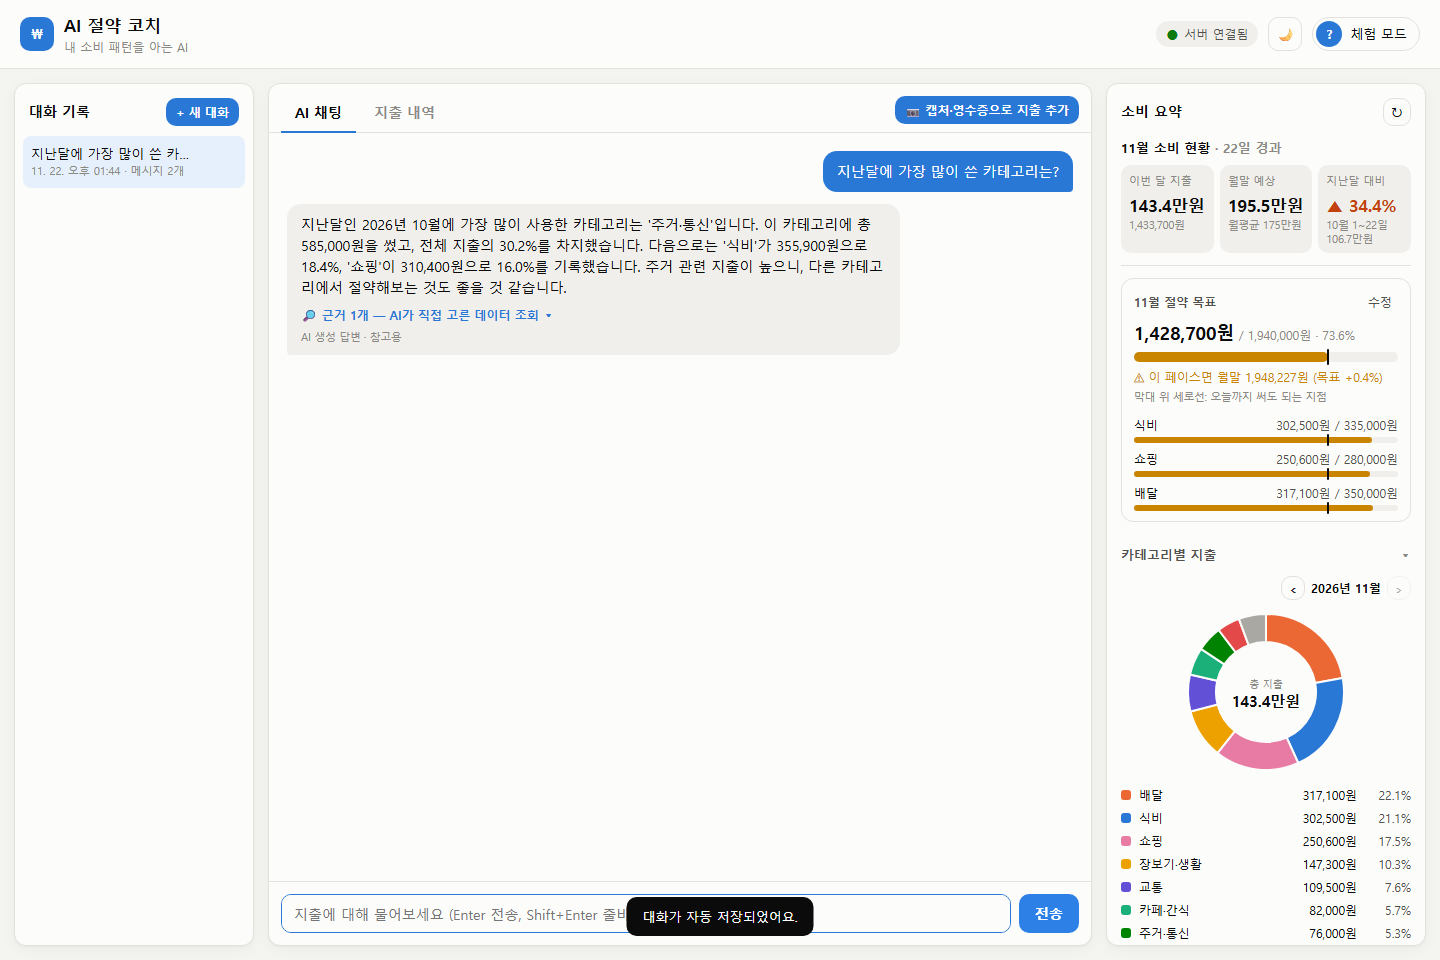 ₩
AI 절약 코치
내 소비 패턴을 아는 AI
서버 연결됨
?
체험 모드
대화 기록
+ 새 대화
지난달에 가장 많이 쓴 카...
11. 22. 오후 01:44 · 메시지 2개
AI 채팅
지출 내역
캡처·영수증으로 지출 추가
지난달에 가장 많이 쓴 카테고리는?
지난달인 2026년 10월에 가장 많이 사용한 카테고리는 '주거·통신'입니다. 이 카테고리에 총
585,000원을 썼고, 전체 지출의 30.2%를 차지했습니다. 다음으로는 '식비'가 355,900원으로
18.4%, '쇼핑'이 310,400원으로 16.0%를 기록했습니다. 주거 관련 지출이 높으니, 다른 카테고
리에서 절약해보는 것도 좋을 것 같습니다.
근거 1개 — AI가 직접 고른 데이터 조회 ▾
AI 생성 답변 · 참고용
지출에 대해 물어보세요 (Enter 전송, Shift+Enter 줄바
대화가 자동 저장되었어요.
전송
소비 요약
↻
11월 소비 현황 · 22일 경과
이번 달 지출
143.4만원
1,433,700원
월말 예상
195.5만원
월평균 175만원
지난달 대비
▲ 34.4%
10월 1~22일
106.7만원
11월 절약 목표
수정
1,428,700원 / 1,940,000원 · 73.6%
⚠ 이 페이스면 월말 1,948,227원 (목표 +0.4%)
막대 위 세로선: 오늘까지 써도 되는 지점
식비 302,500원 / 335,000원
쇼핑 250,600원 / 280,000원
배달 317,100원 / 350,000원
카테고리별 지출 ▾
‹ 2026년 11월 ›
총 지출
143.4만원
배달 317,100원 22.1%
식비 302,500원 21.1%
쇼핑 250,600원 17.5%
장보기·생활 147,300원 10.3%
교통 109,500원 7.6%
카페·간식 82,000원 5.7%
주거·통신 76,000원 5.3%